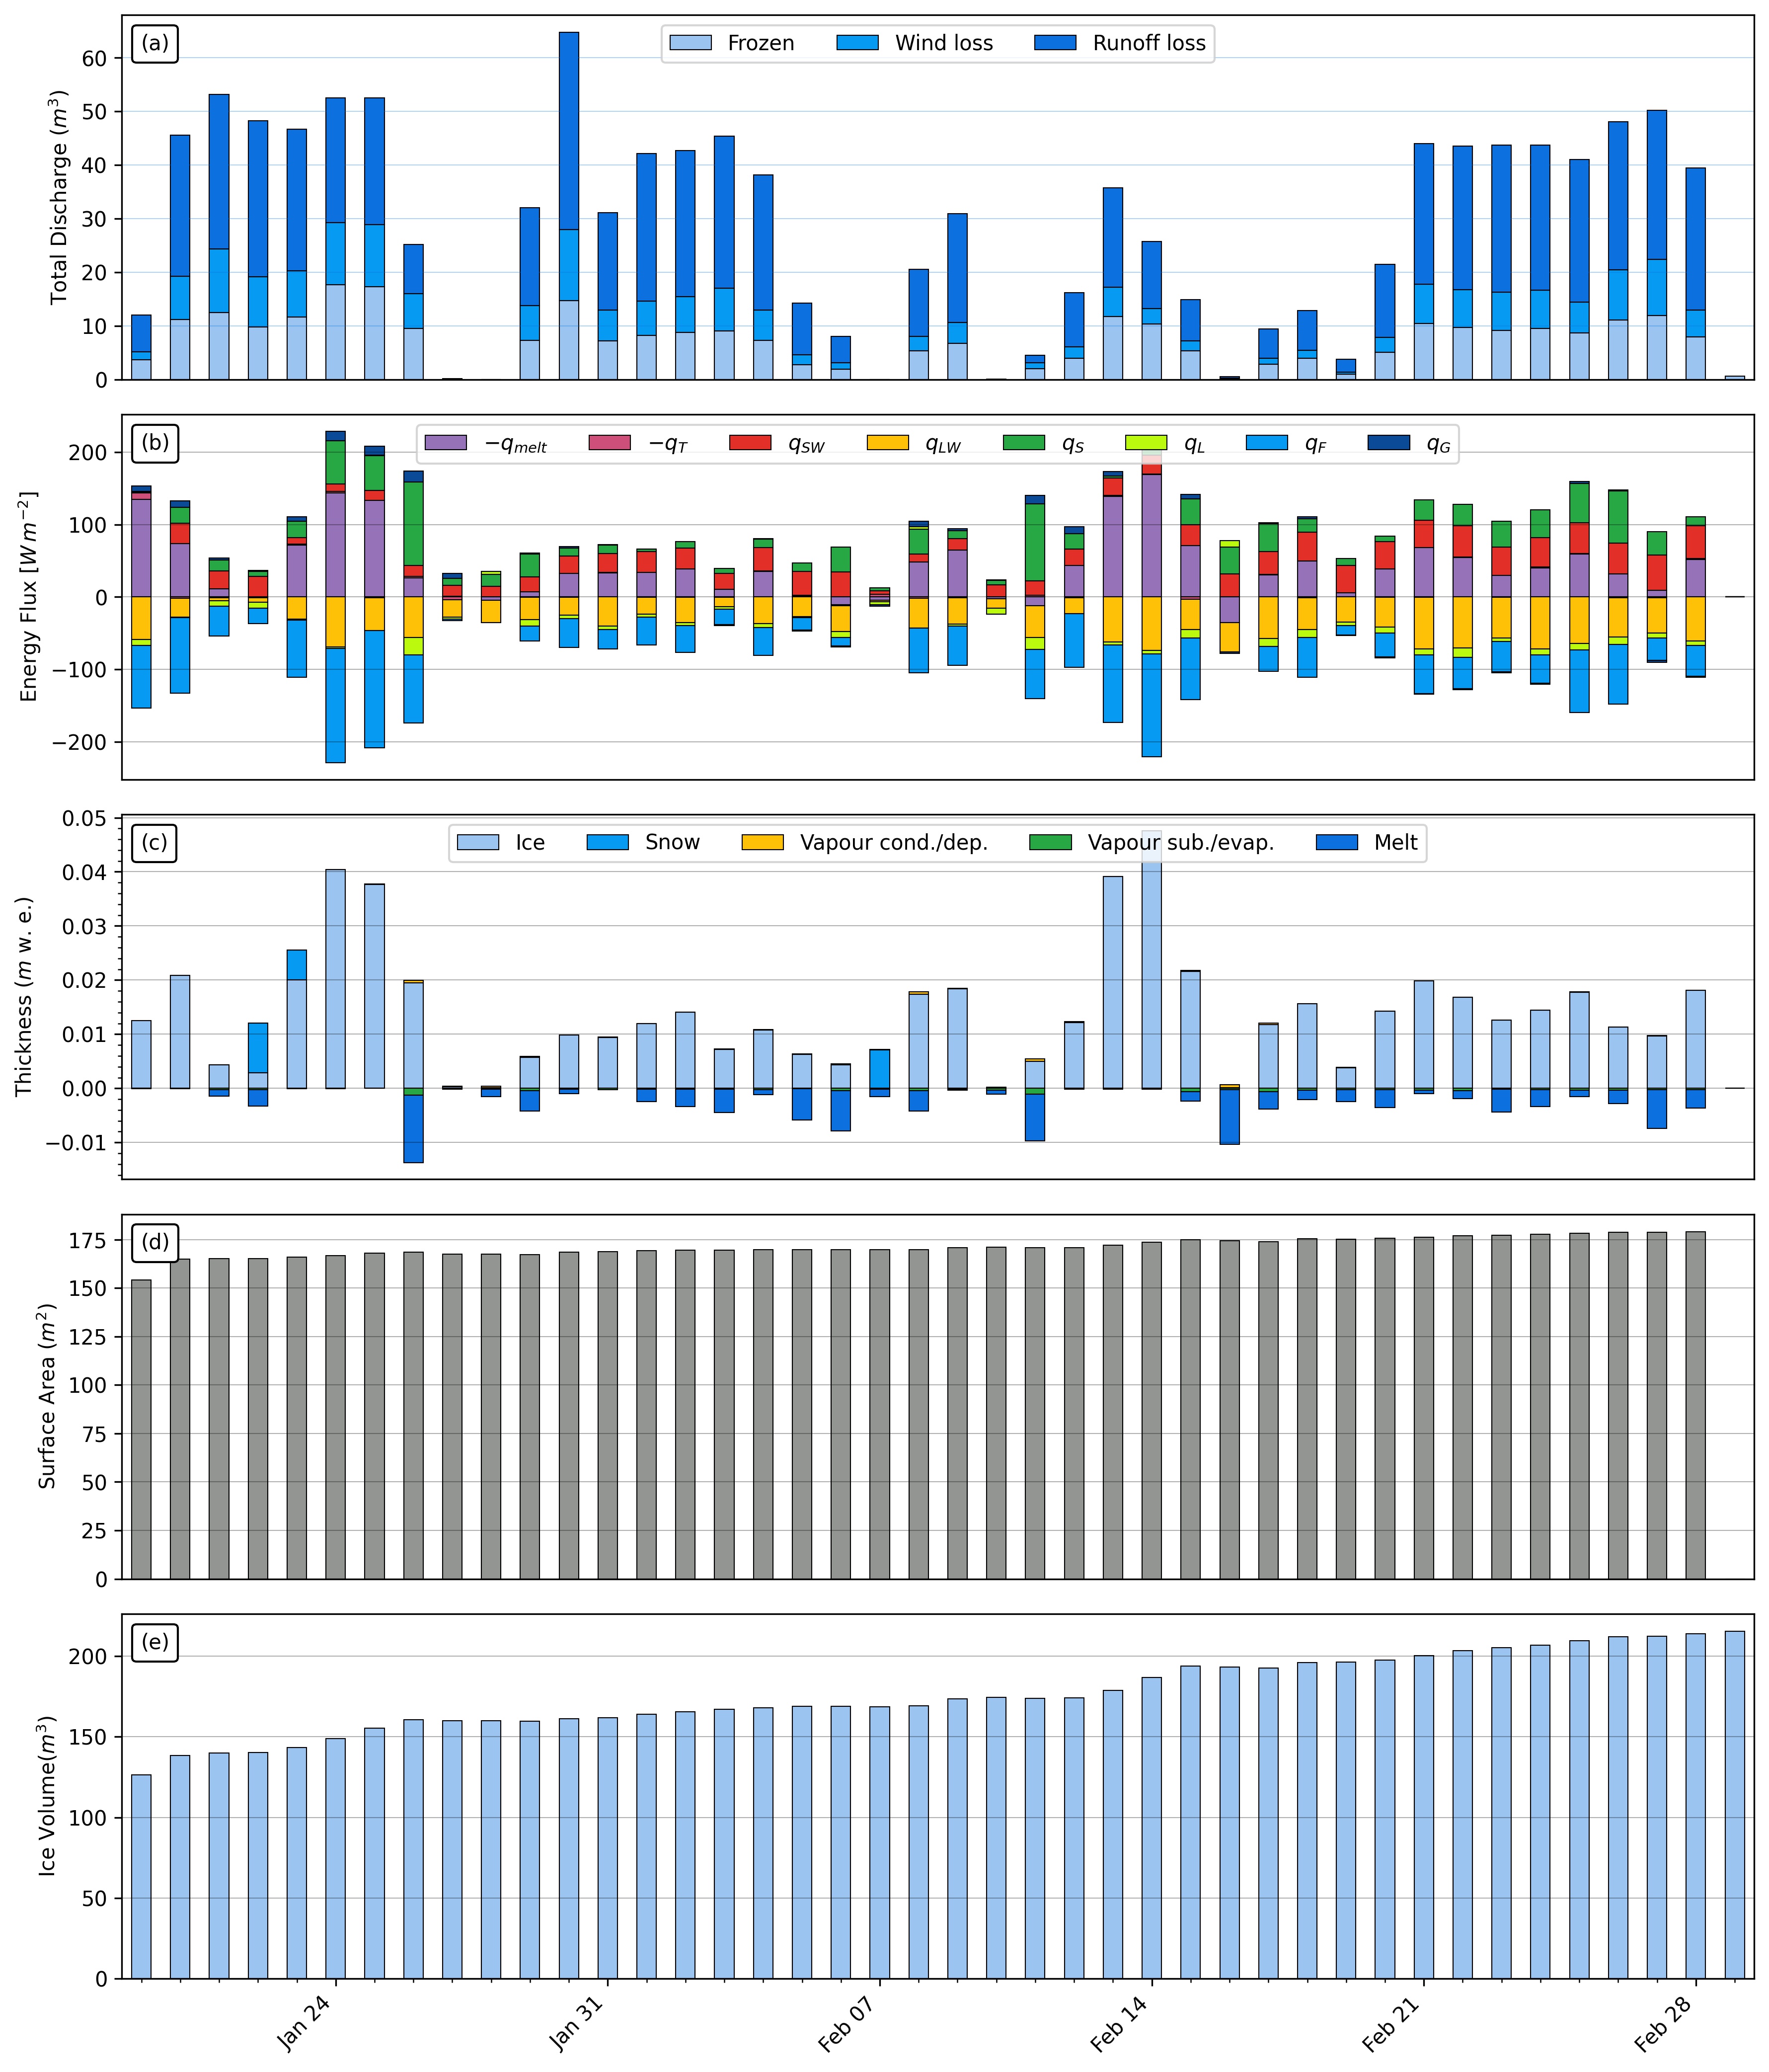 (a)
Frozen Wind loss Runoff loss
Total Discharge (m³)
60
50
40
30
20
10
0
(b)
−q_melt −q_T q_SW q_LW q_S q_L q_F q_G
Energy Flux [W m⁻²]
200
100
0
−100
−200
(c)
Ice Snow Vapour cond./dep. Vapour sub./evap. Melt
Thickness (m w. e.)
0.05
0.04
0.03
0.02
0.01
0.00
−0.01
(d)
Surface Area (m²)
175
150
125
100
75
50
25
0
(e)
Ice Volume(m³)
200
150
100
50
0
Jan 24
Jan 31
Feb 07
Feb 14
Feb 21
Feb 28